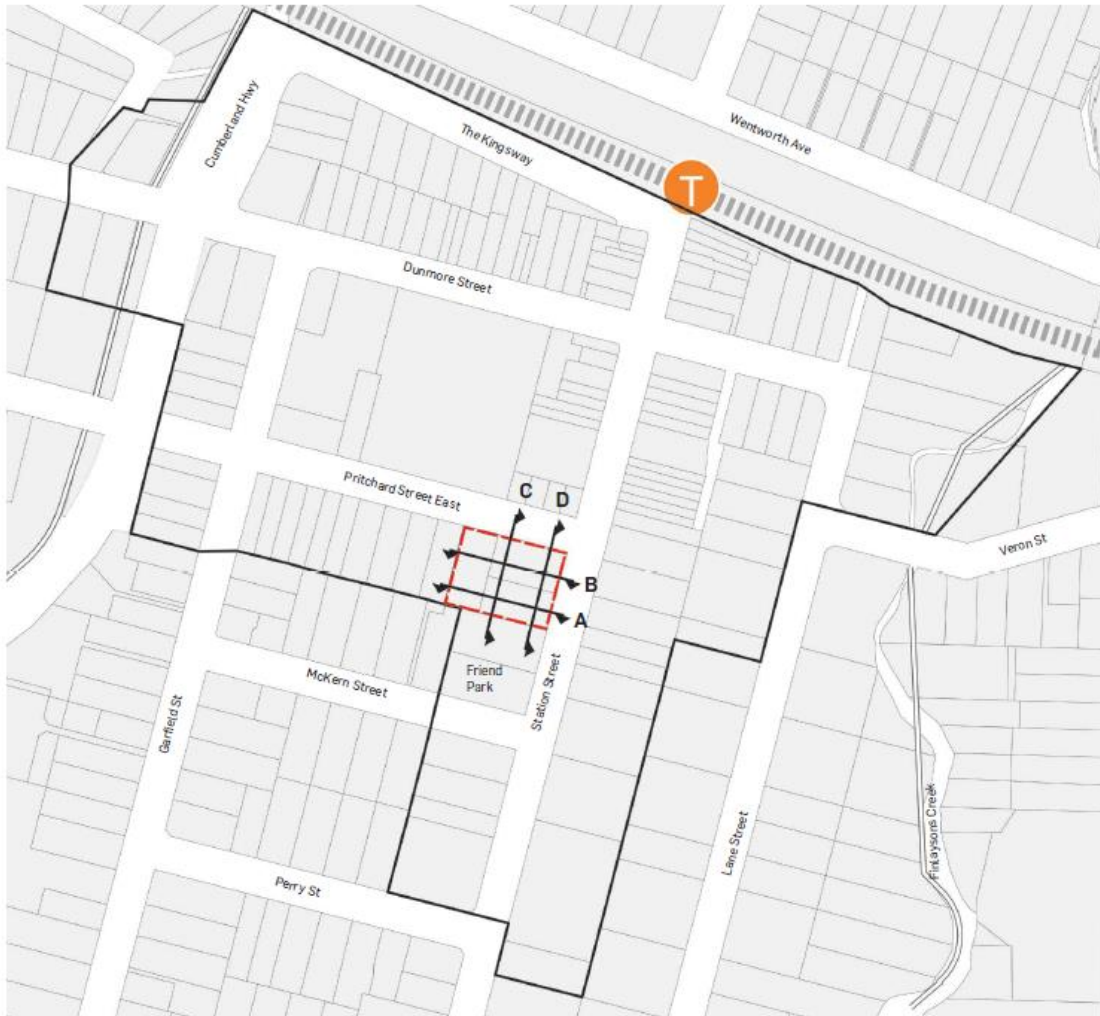 Wentworth Ave
Cumberland Hwy
The Kingsway
T
Dunmore Street
Pritchard Street East
C
D
Veron St
B
A
Friend
Park
McKern Street
Station Street
Garfield St
Lane Street
Finlaysons Creek
Perry St